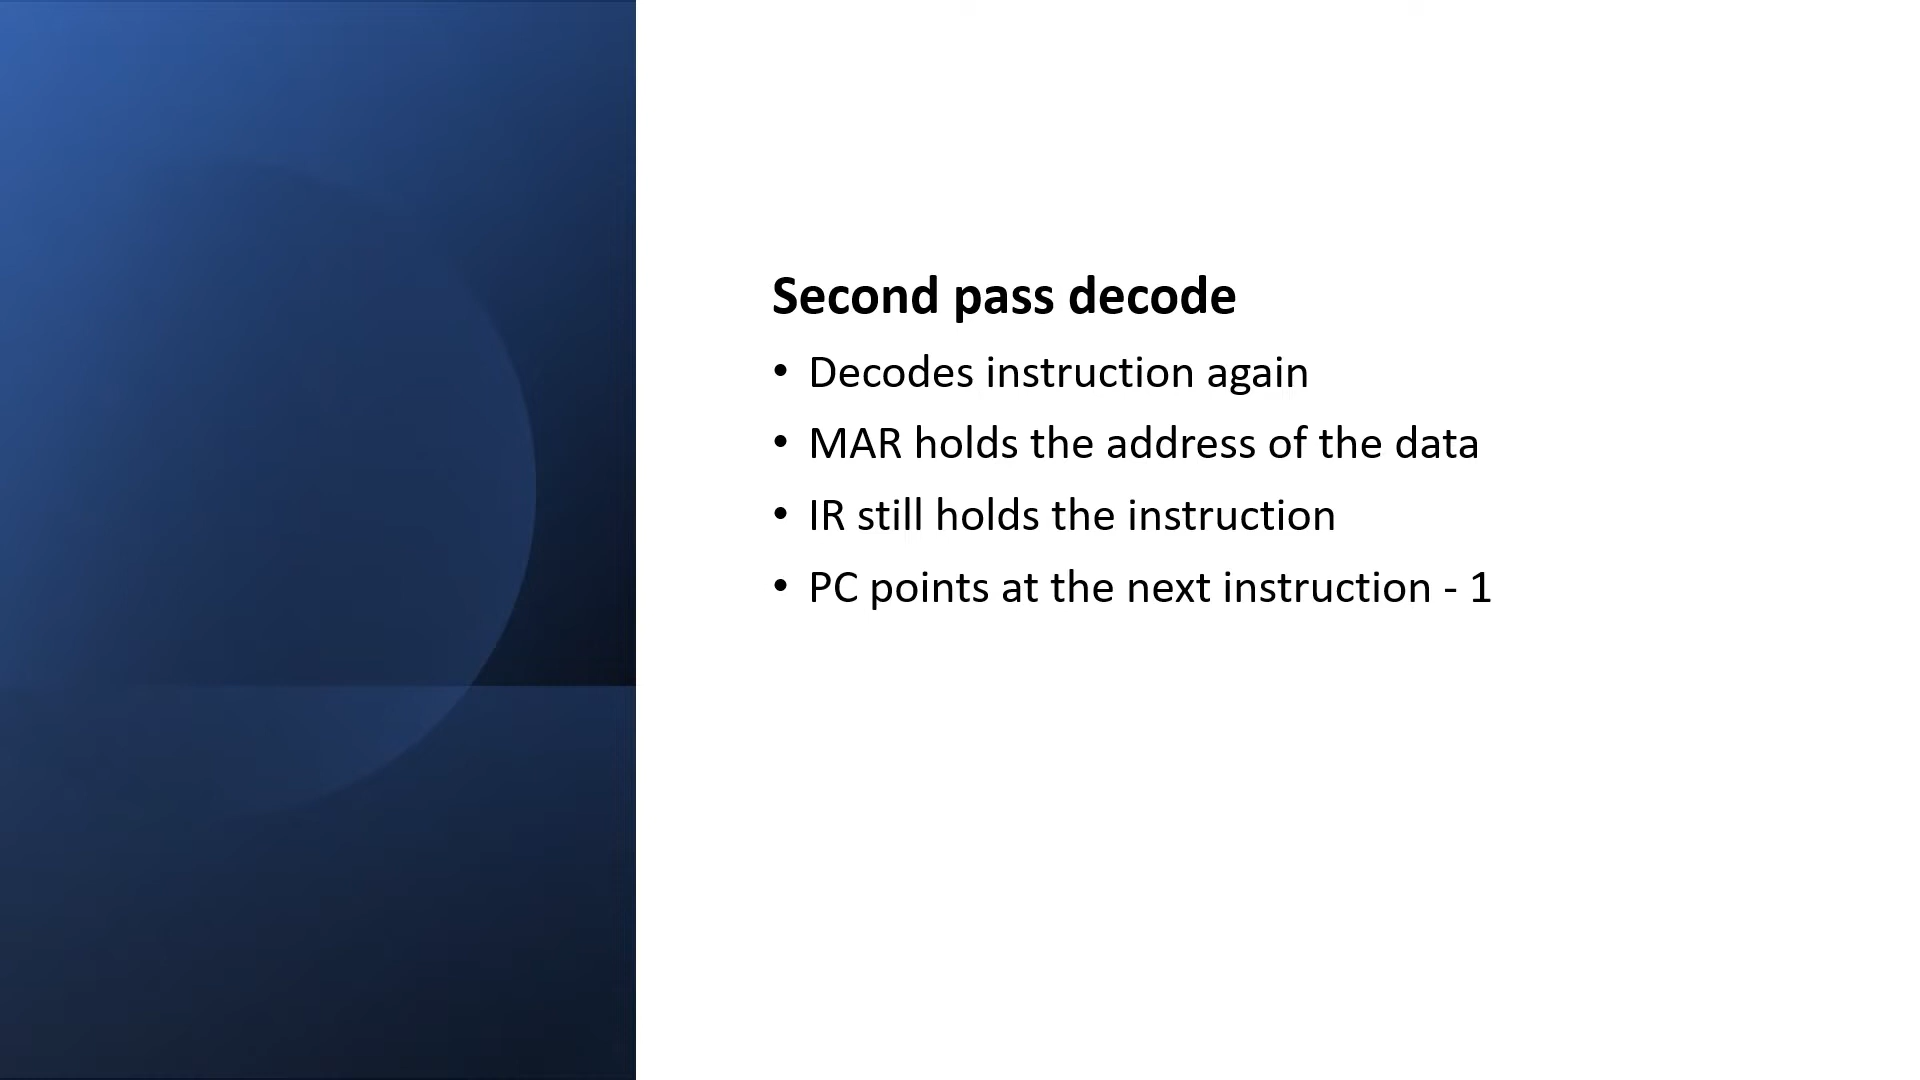 Second pass decode
• Decodes instruction again
• MAR holds the address of the data
• IR still holds the instruction
• PC points at the next instruction - 1